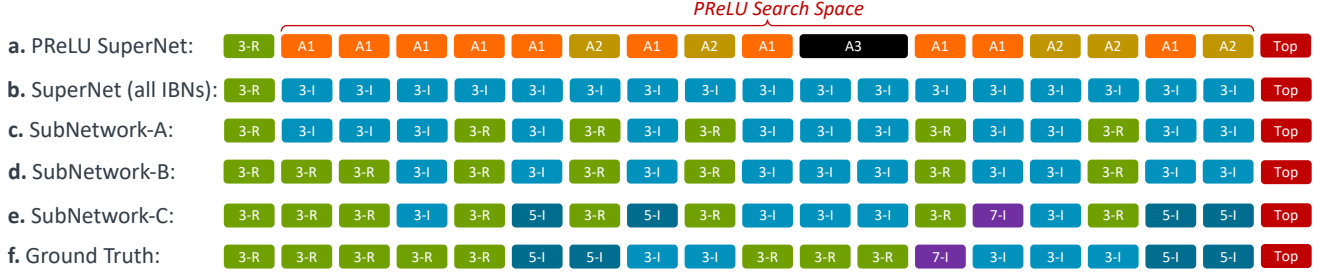 PReLU Search Space
a. PReLU SuperNet: 3-R A1 A1 A1 A1 A1 A2 A1 A2 A1 A3 A1 A1 A2 A2 A1 A2 Top
b. SuperNet (all IBNs): 3-R 3-I 3-I 3-I 3-I 3-I 3-I 3-I 3-I 3-I 3-I 3-I 3-I 3-I 3-I 3-I 3-I 3-I Top
c. SubNetwork-A: 3-R 3-I 3-I 3-I 3-R 3-I 3-R 3-I 3-R 3-I 3-I 3-I 3-R 3-I 3-I 3-R 3-I 3-I Top
d. SubNetwork-B: 3-R 3-R 3-R 3-I 3-R 3-I 3-R 3-I 3-R 3-I 3-I 3-I 3-R 3-I 3-I 3-R 3-I 3-I Top
e. SubNetwork-C: 3-R 3-R 3-R 3-I 3-R 5-I 3-R 5-I 3-R 3-I 3-I 3-I 3-R 7-I 3-I 3-R 5-I 5-I Top
f. Ground Truth: 3-R 3-R 3-R 3-R 3-R 5-I 5-I 3-I 3-I 3-R 3-R 3-R 7-I 3-I 3-I 3-I 5-I 5-I Top